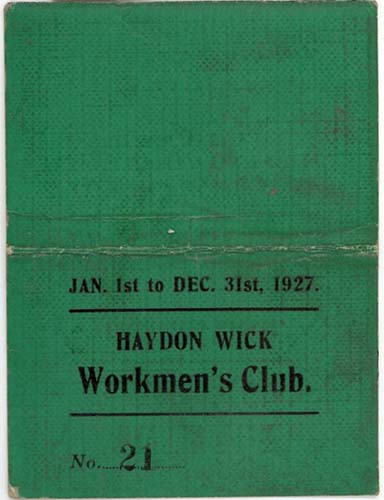 JAN. 1st to DEC. 31st, 1927.
HAYDON WICK
Workmen's Club.
No. 21